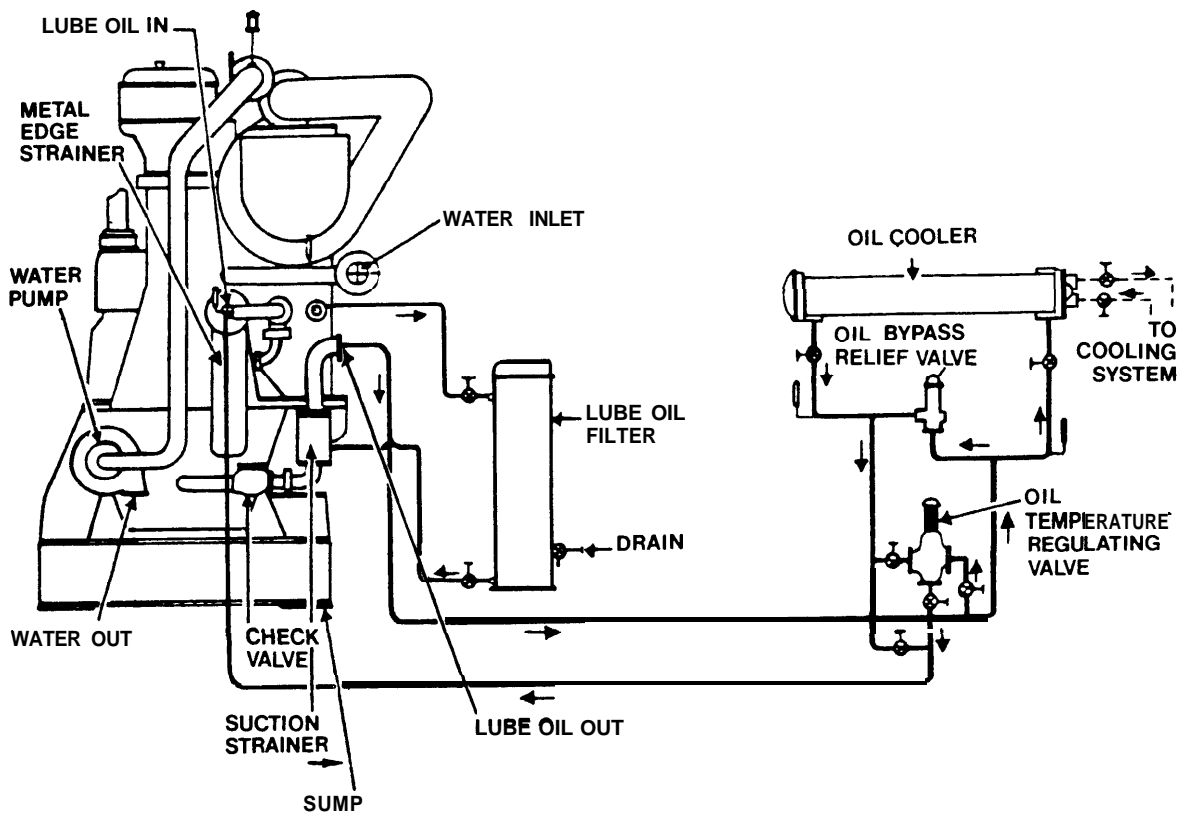 LUBE OIL IN
METAL
EDGE
STRAINER
WATER INLET
OIL COOLER
WATER
PUMP
OIL BYPASS
RELIEF VALVE
TO
COOLING
SYSTEM
LUBE OIL
FILTER
OIL
TEMPERATURE
REGULATING
VALVE
DRAIN
WATER OUT
CHECK
VALVE
SUCTION
STRAINER
LUBE OIL OUT
SUMP